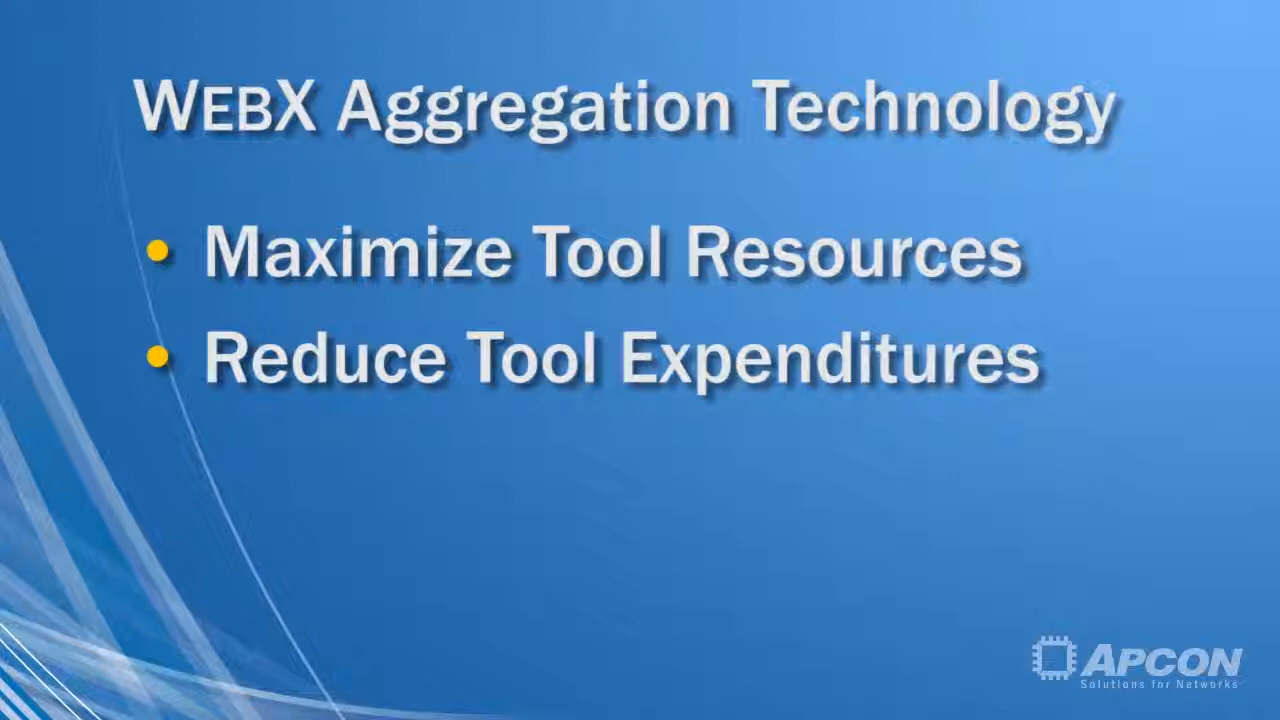 WEBX Aggregation Technology
• Maximize Tool Resources
• Reduce Tool Expenditures
APCON
Solutions for Networks